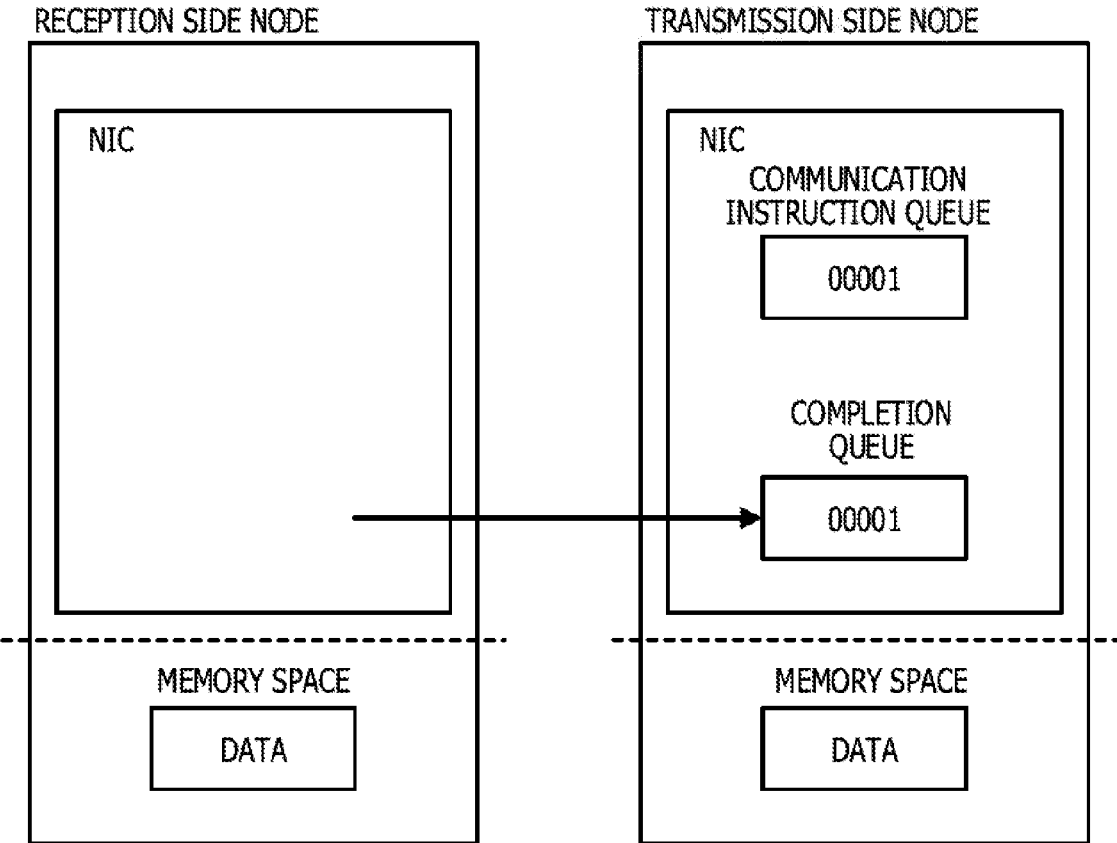 RECEPTION SIDE NODE
NIC
MEMORY SPACE
DATA
TRANSMISSION SIDE NODE
NIC
COMMUNICATION
INSTRUCTION QUEUE
00001
COMPLETION
QUEUE
00001
MEMORY SPACE
DATA